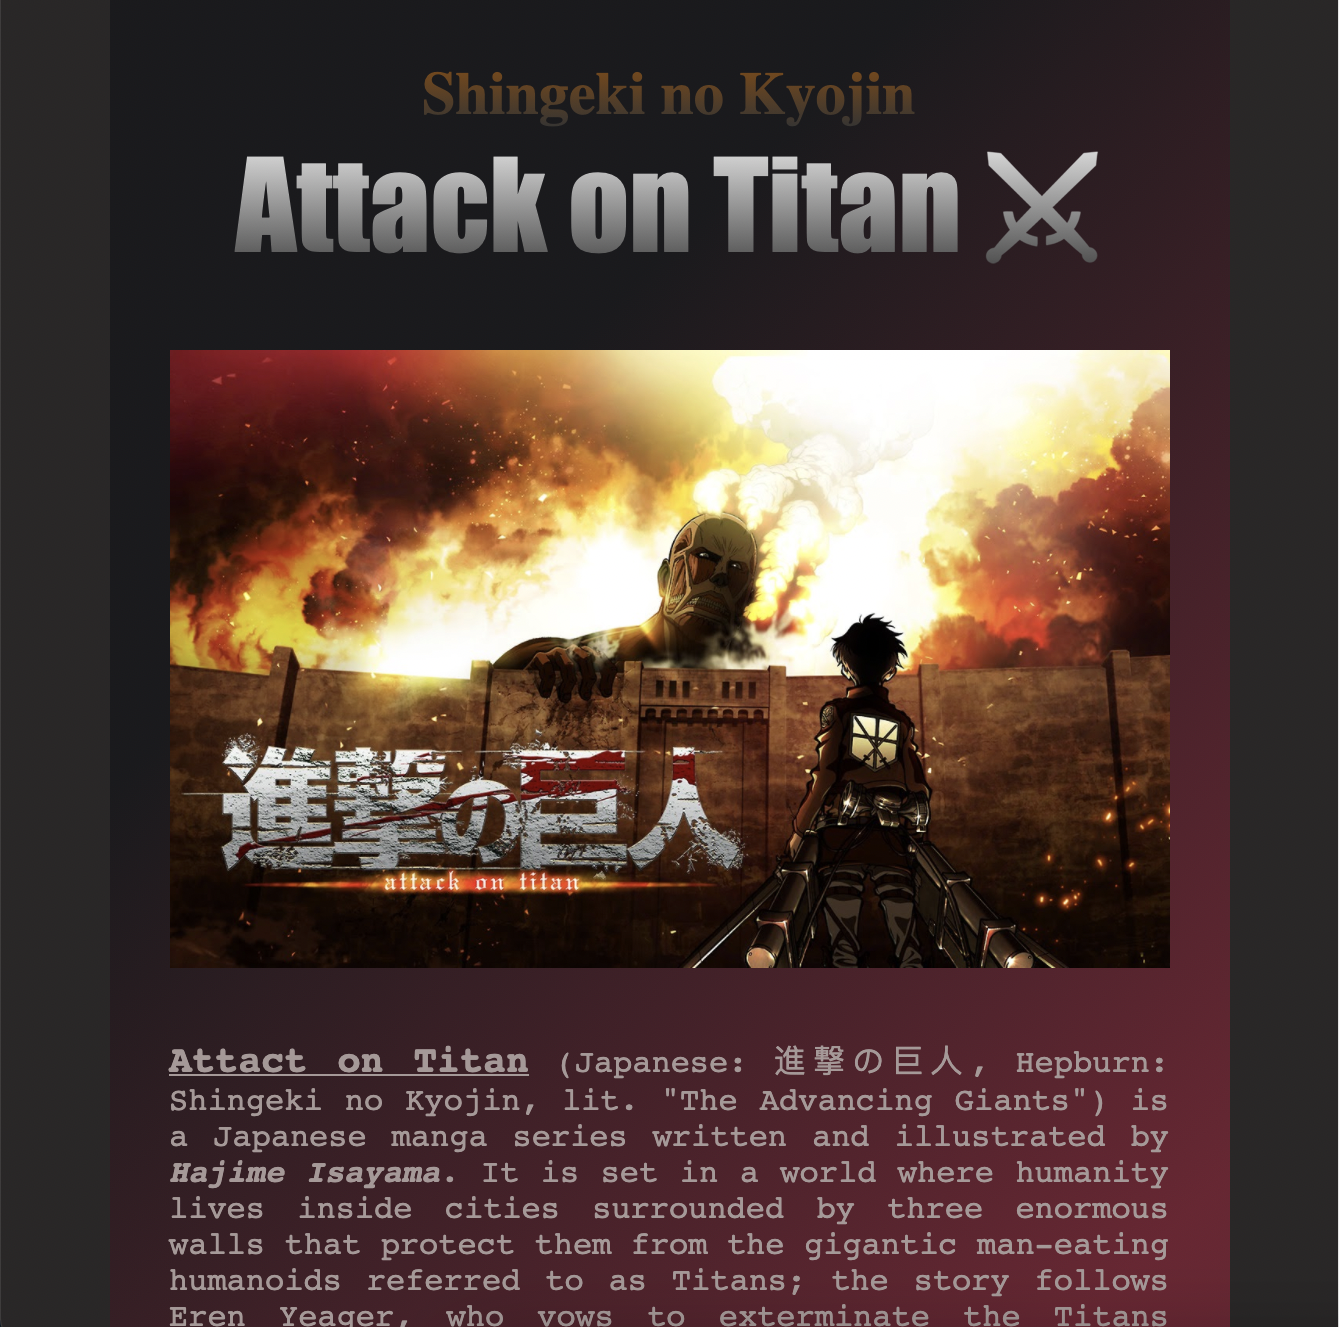 Shingeki no Kyojin
Attack on Titan ⚔
進撃の巨人
attack on titan
Attact on Titan (Japanese: 進撃の巨人, Hepburn:
Shingeki no Kyojin, lit. "The Advancing Giants") is
a Japanese manga series written and illustrated by
Hajime Isayama. It is set in a world where humanity
lives inside cities surrounded by three enormous
walls that protect them from the gigantic man-eating
humanoids referred to as Titans; the story follows
Eren Yeager, who vows to exterminate the Titans